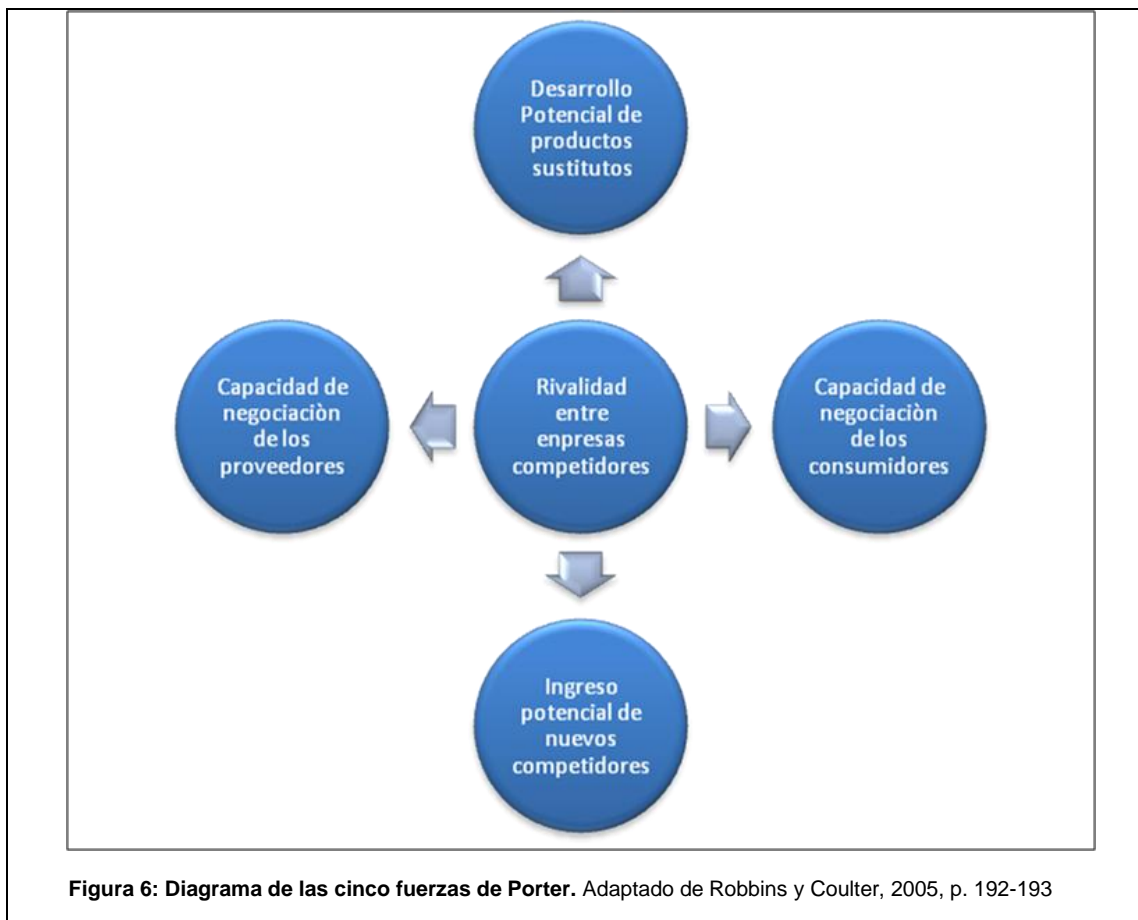 Desarrollo
Potencial de
productos
sustitutos
Capacidad de
negociaciòn
de los
proveedores
Rivalidad
entre
enpresas
competidores
Capacidad de
negociaciòn
de los
consumidores
Ingreso
potencial de
nuevos
competidores
Figura 6: Diagrama de las cinco fuerzas de Porter. Adaptado de Robbins y Coulter, 2005, p. 192-193